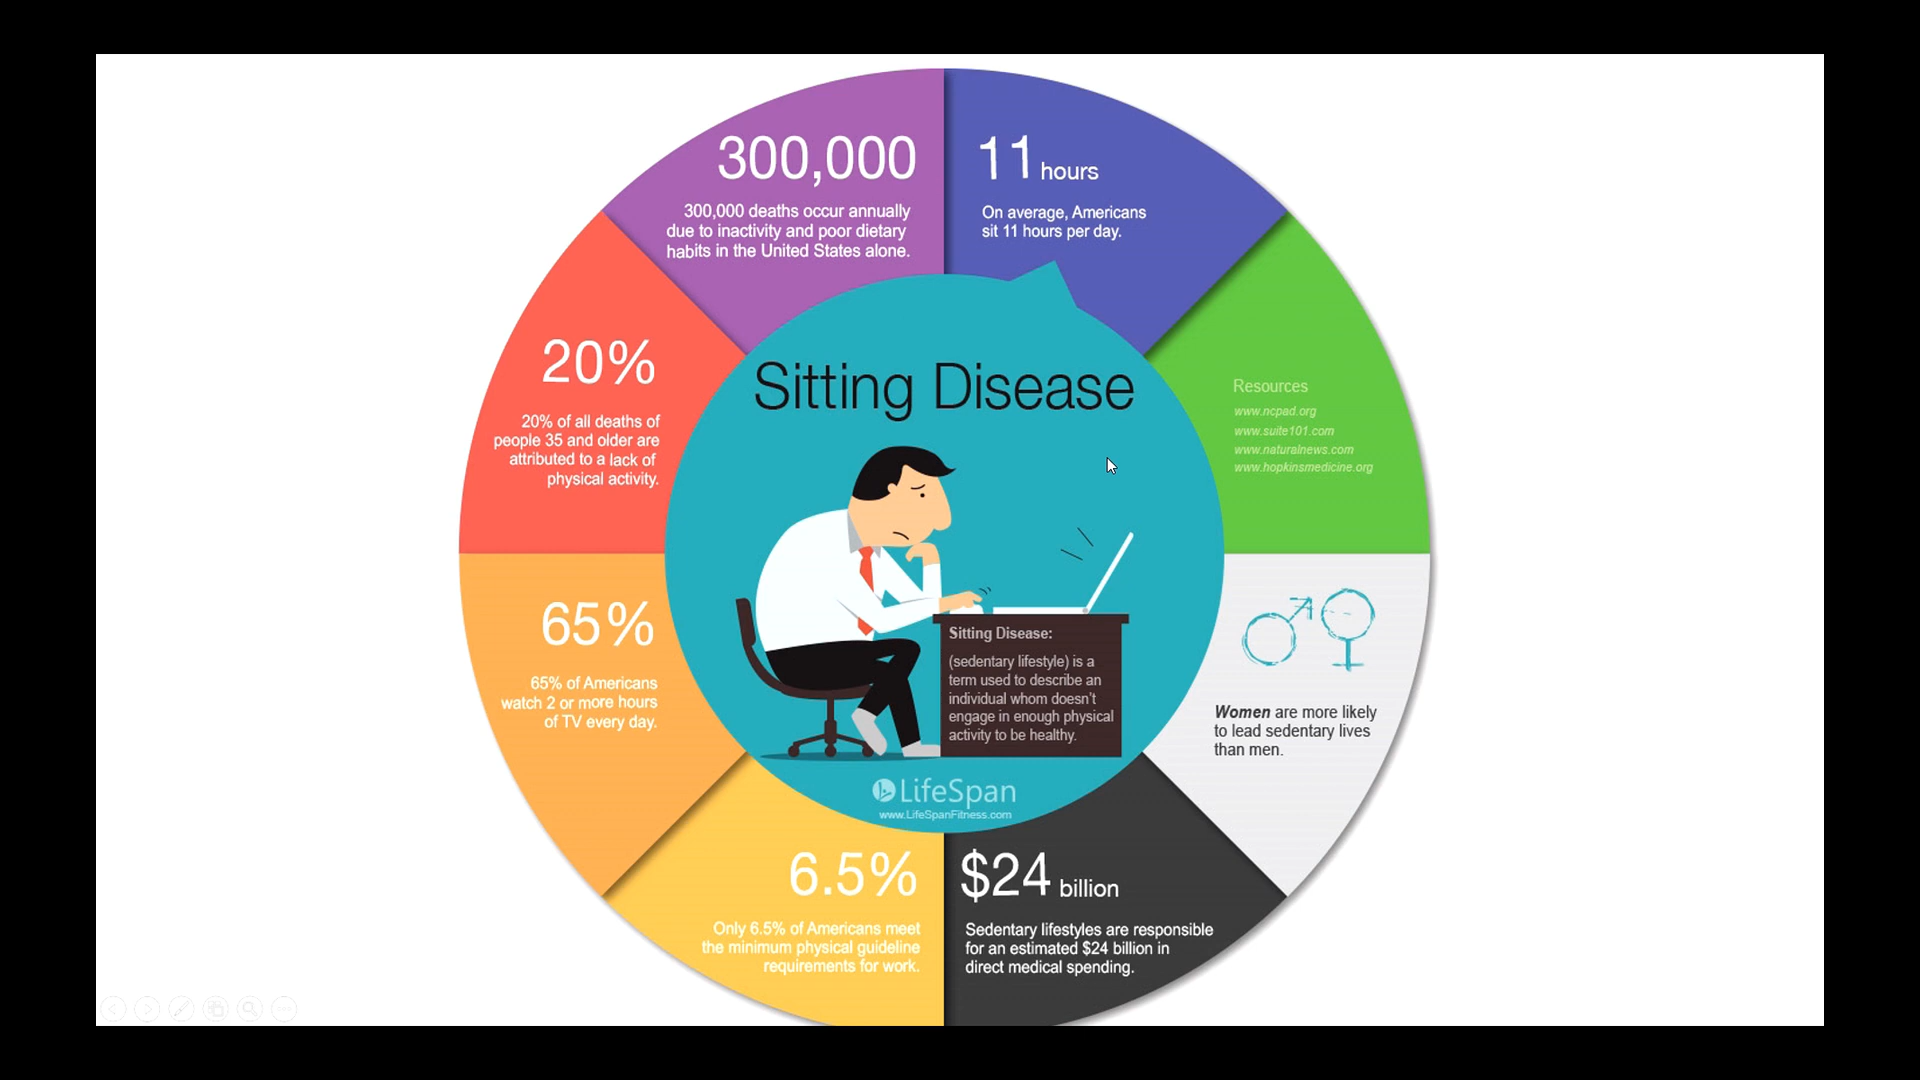 300,000
300,000 deaths occur annually
due to inactivity and poor dietary
habits in the United States alone.
11 hours
On average, Americans
sit 11 hours per day.
20%
20% of all deaths of
people 35 and older are
attributed to a lack of
physical activity.
Sitting Disease
Resources
www.ncpad.org
www.suite101.com
www.naturalnews.com
www.hopkinsmedicine.org
65%
65% of Americans
watch 2 or more hours
of TV every day.
Sitting Disease:
(sedentary lifestyle) is a
term used to describe an
individual whom doesn't
engage in enough physical
activity to be healthy.
Women are more likely
to lead sedentary lives
than men.
LifeSpan
www.LifeSpanFitness.com
6.5%
Only 6.5% of Americans meet
the minimum physical guideline
requirements for work.
$24 billion
Sedentary lifestyles are responsible
for an estimated $24 billion in
direct medical spending.